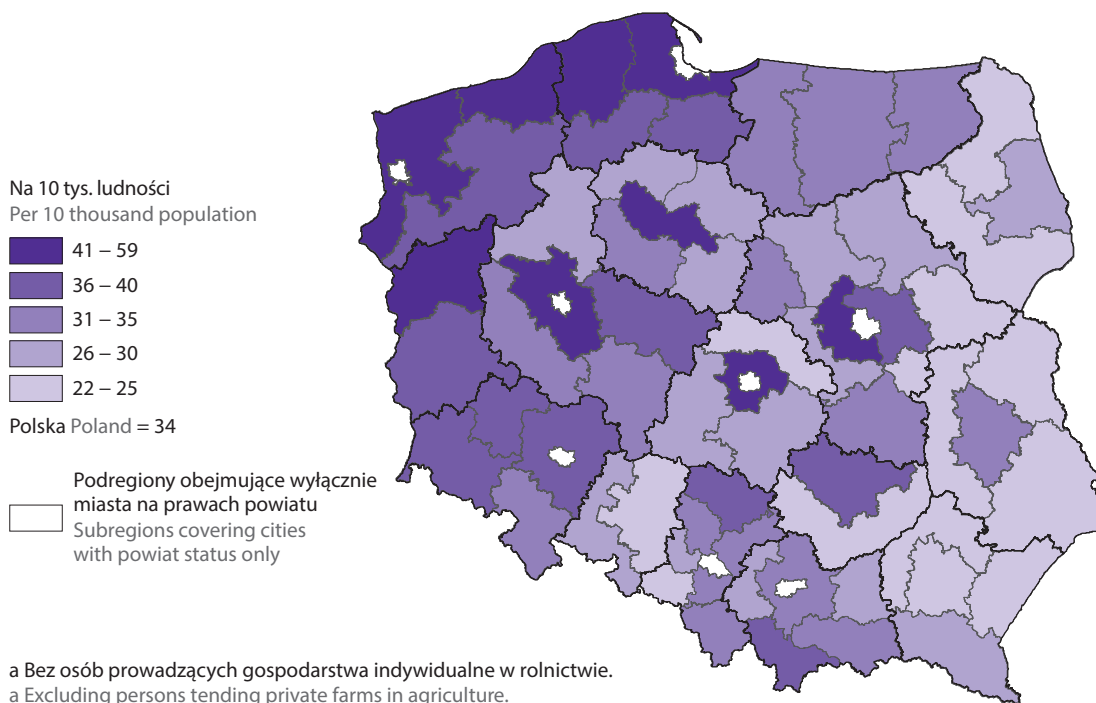 Na 10 tys. ludności
Per 10 thousand population
41 – 59
36 – 40
31 – 35
26 – 30
22 – 25
Polska Poland = 34
Podregiony obejmujące wyłącznie
miasta na prawach powiatu
Subregions covering cities
with powiat status only
a Bez osób prowadzących gospodarstwa indywidualne w rolnictwie.
a Excluding persons tending private farms in agriculture.